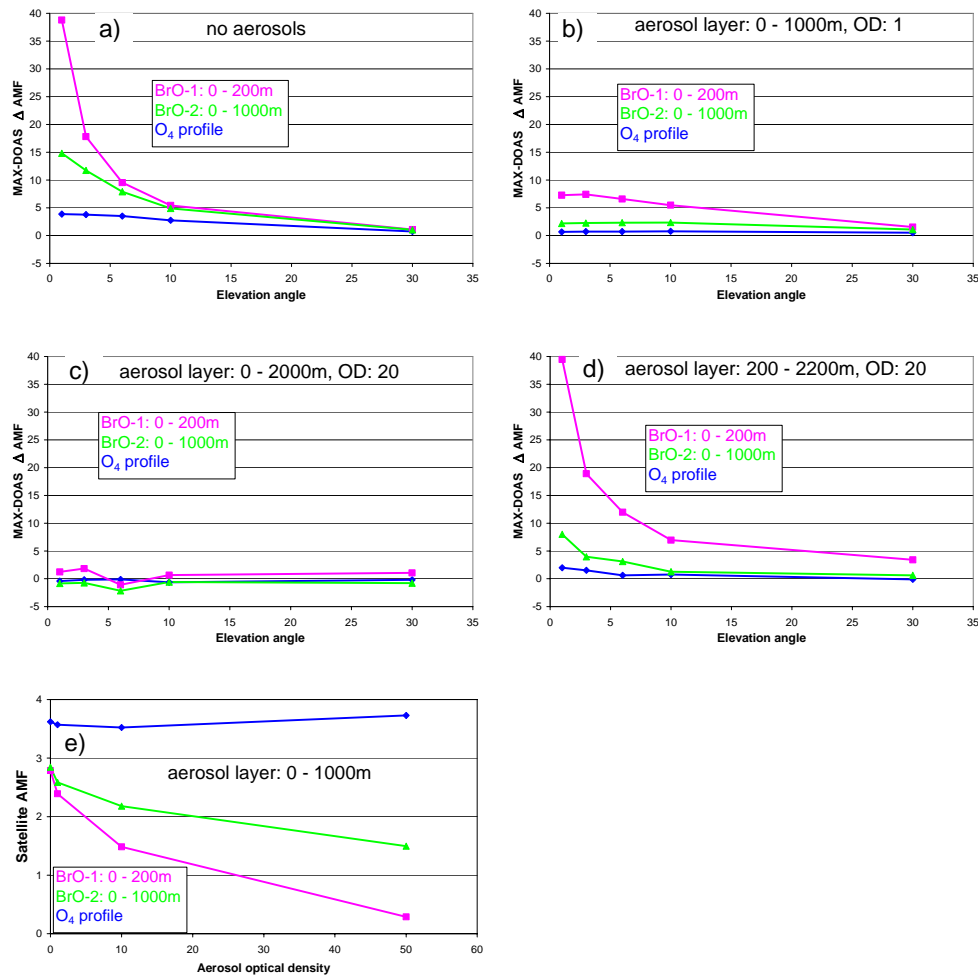 a)
no aerosols
BrO-1: 0 - 200m
BrO-2: 0 - 1000m
O₄ profile
MAX-DOAS Δ AMF
40
35
30
25
20
15
10
5
0
-5
0 5 10 15 20 25 30 35
Elevation angle
b)
aerosol layer: 0 - 1000m, OD: 1
BrO-1: 0 - 200m
BrO-2: 0 - 1000m
O₄ profile
MAX-DOAS Δ AMF
40
35
30
25
20
15
10
5
0
-5
0 5 10 15 20 25 30 35
Elevation angle
c)
aerosol layer: 0 - 2000m, OD: 20
BrO-1: 0 - 200m
BrO-2: 0 - 1000m
O₄ profile
MAX-DOAS Δ AMF
40
35
30
25
20
15
10
5
0
-5
0 5 10 15 20 25 30 35
Elevation angle
d)
aerosol layer: 200 - 2200m, OD: 20
BrO-1: 0 - 200m
BrO-2: 0 - 1000m
O₄ profile
MAX-DOAS Δ AMF
40
35
30
25
20
15
10
5
0
-5
0 5 10 15 20 25 30 35
Elevation angle
e)
aerosol layer: 0 - 1000m
BrO-1: 0 - 200m
BrO-2: 0 - 1000m
O₄ profile
Satellite AMF
4
3
2
1
0
0 10 20 30 40 50 60
Aerosol optical density